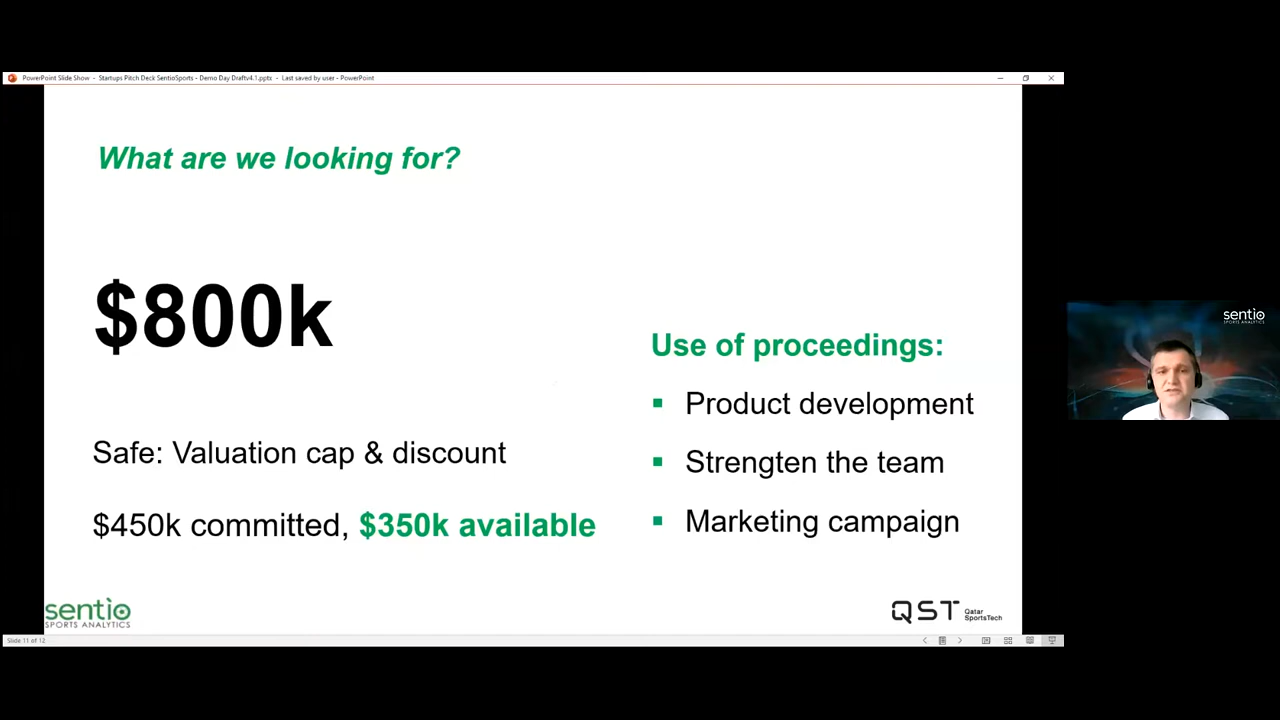 PowerPoint Slide Show - Startups Pitch Deck SentioSports - Demo Day Draftv4.1.pptx - Last saved by user - PowerPoint
What are we looking for?
$800k
Safe: Valuation cap & discount
$450k committed, $350k available
Use of proceedings:
Product development
Strengten the team
Marketing campaign
sentio
SPORTS ANALYTICS
QST Qatar
SportsTech
Slide 11 of 12
sentio
SPORTS ANALYTICS